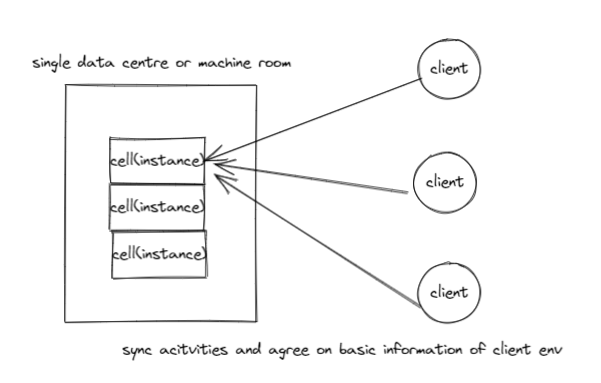 client
single data centre or machine room
cell(instance)
client
cell(instance)
cell(instance)
client
sync acitvities and agree on basic information of client env